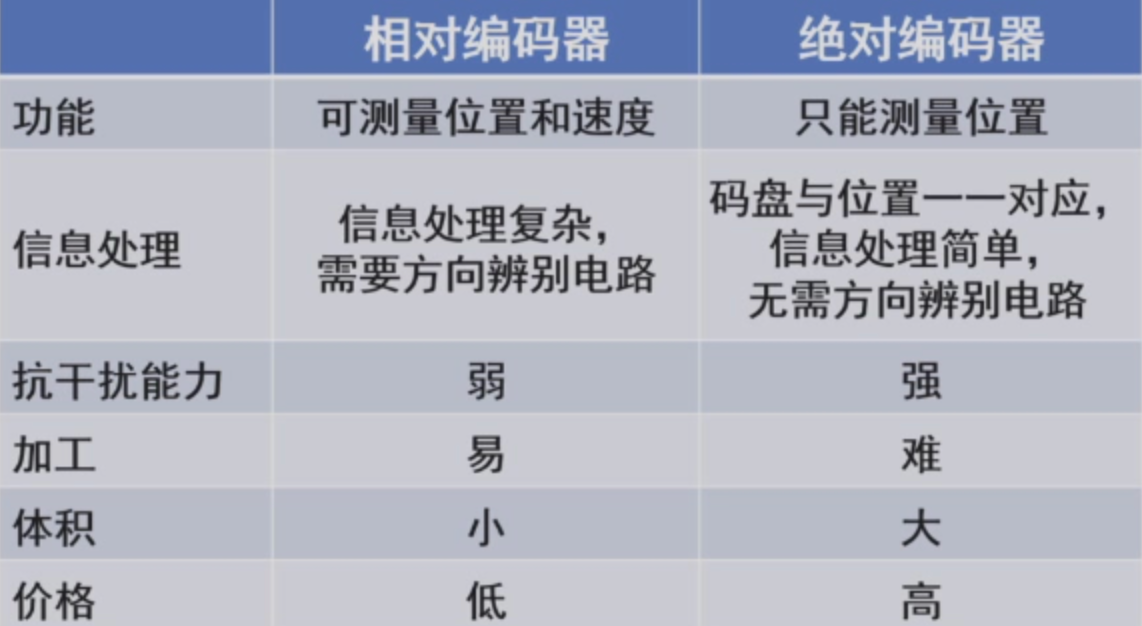 相对编码器 绝对编码器
功能 可测量位置和速度 只能测量位置
信息处理
信息处理复杂，
需要方向辨别电路
码盘与位置一一对应，
信息处理简单，
无需方向辨别电路
抗干扰能力 弱 强
加工 易 难
体积 小 大
价格 低 高